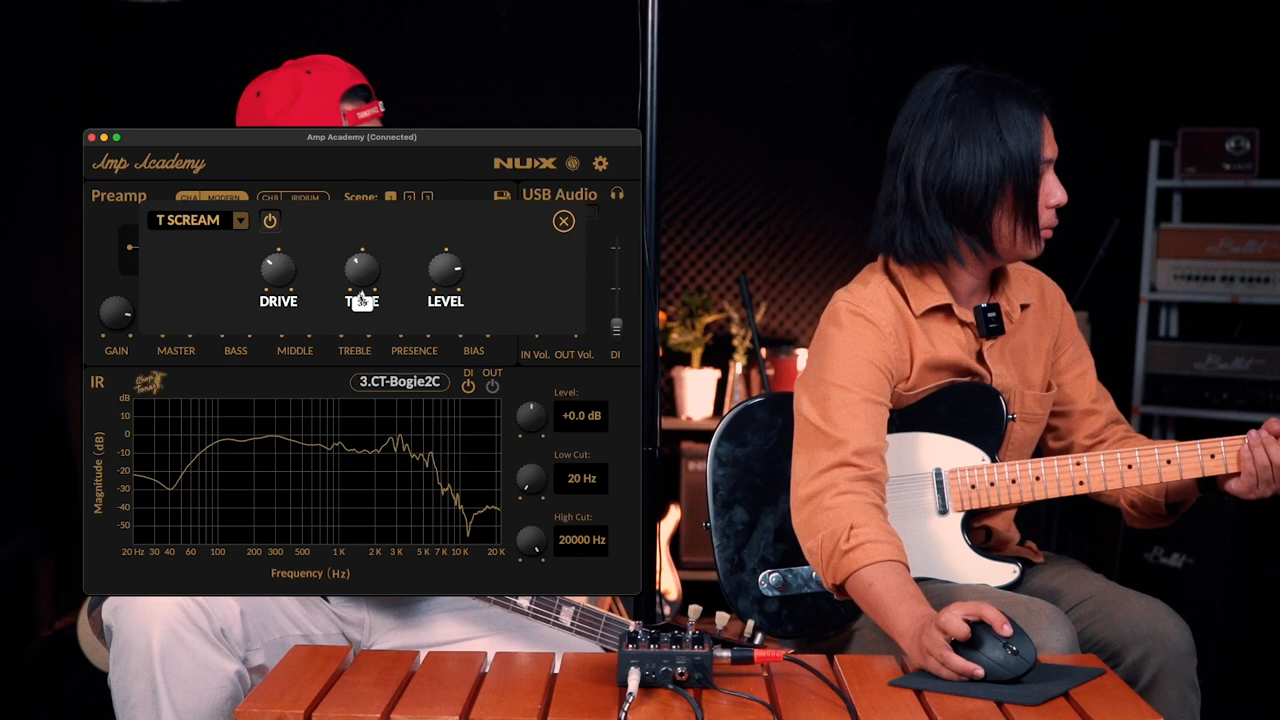 Amp Academy (Connected)
Amp Academy
NUX
Preamp
CH A MODERN
CH B IRIDIUM
Scene: 1 2 3
USB Audio
T SCREAM
DRIVE
LEVEL
GAIN MASTER BASS MIDDLE TREBLE PRESENCE BIAS
IN Vol. OUT Vol. DI
IR
3.CT-Bogie2C
DI OUT
Level:
+0.0 dB
Low Cut:
20 Hz
High Cut:
20000 Hz
Magnitude (dB)
dB
10
0
-10
-20
-30
-40
-50
20 Hz 30 40 60 100 200 300 500 1 K 2 K 3 K 5 K 7 K 10 K 20 K
Frequency (Hz)